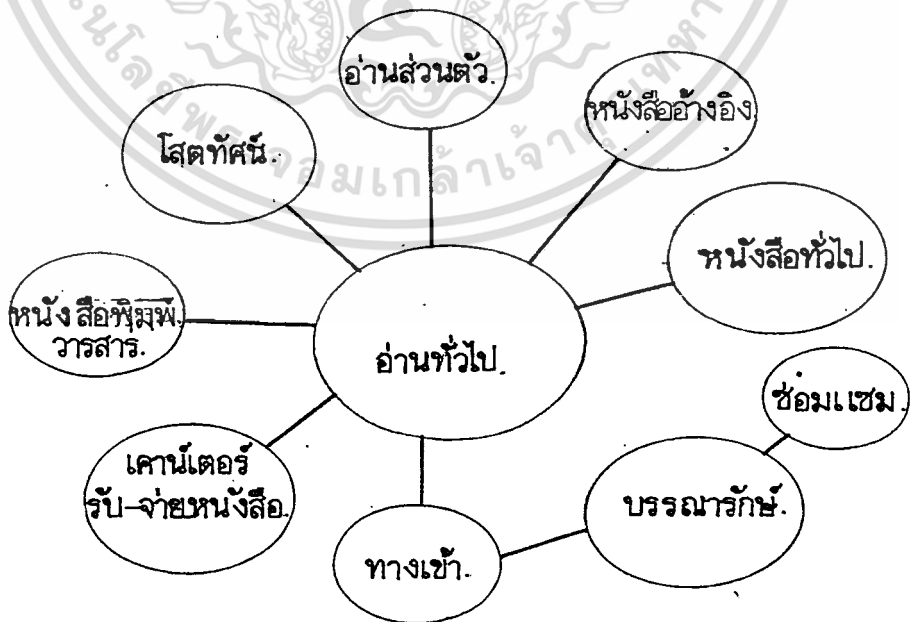 อ่านส่วนตัว.
หนังสืออ้างอิง
โสตทัศน์.
หนังสือทั่วไป.
หนังสือพิมพ์.
วารสาร.
อ่านทั่วไป.
ซ่อมแซม.
เคาน์เตอร์
รับ-จ่ายหนังสือ.
บรรณารักษ์.
ทางเข้า.